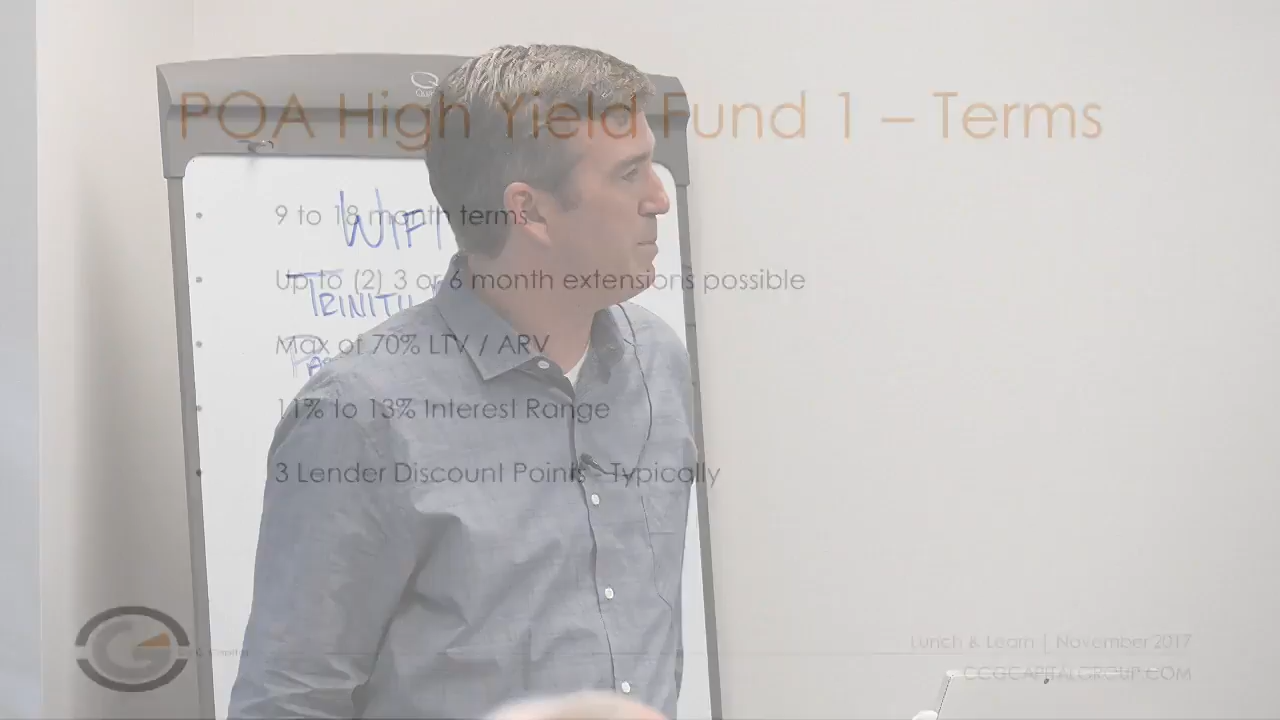 POA High Yield Fund 1 – Terms
9 to 18 month terms
WIFI
Up to (2) 3 or 6 month extensions possible
TRINITY
Max of 70% LTV / ARV
11% to 13% Interest Range
3 Lender Discount Points - Typically
Lunch & Learn | November 2017
CCGCAPITALGROUP.COM